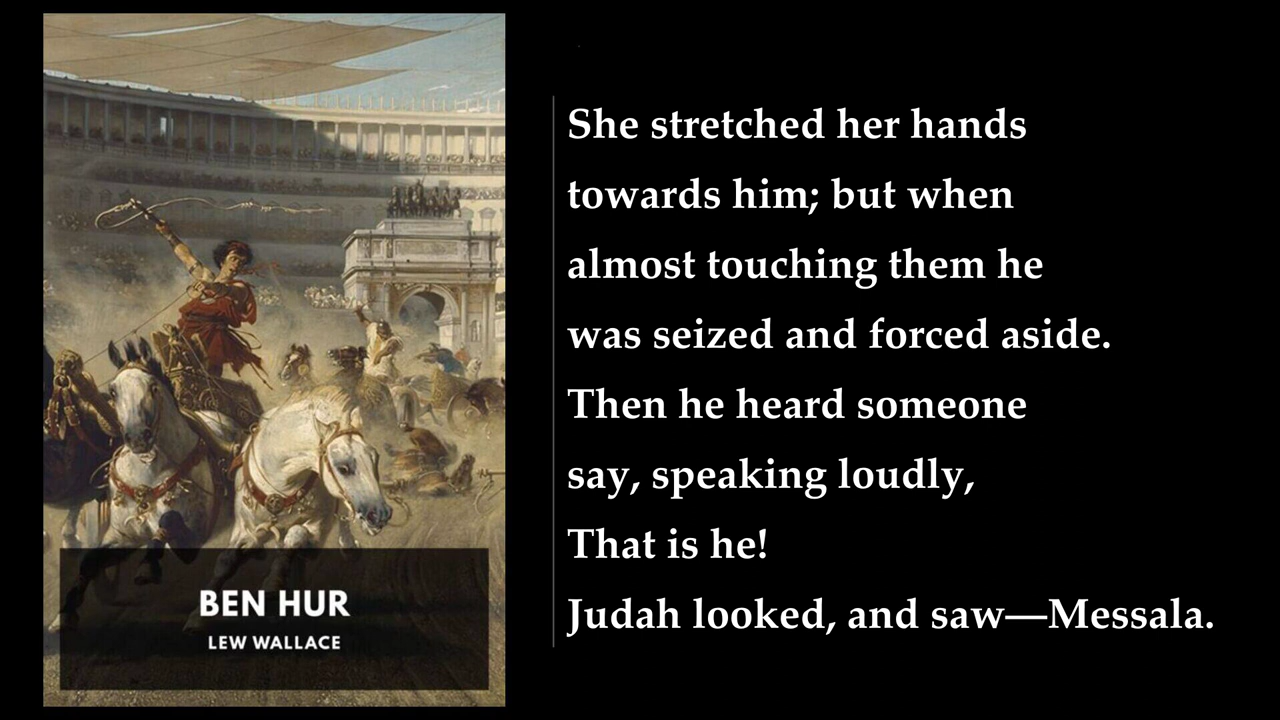 BEN HUR
LEW WALLACE
She stretched her hands
towards him; but when
almost touching them he
was seized and forced aside.
Then he heard someone
say, speaking loudly,
That is he!
Judah looked, and saw—Messala.